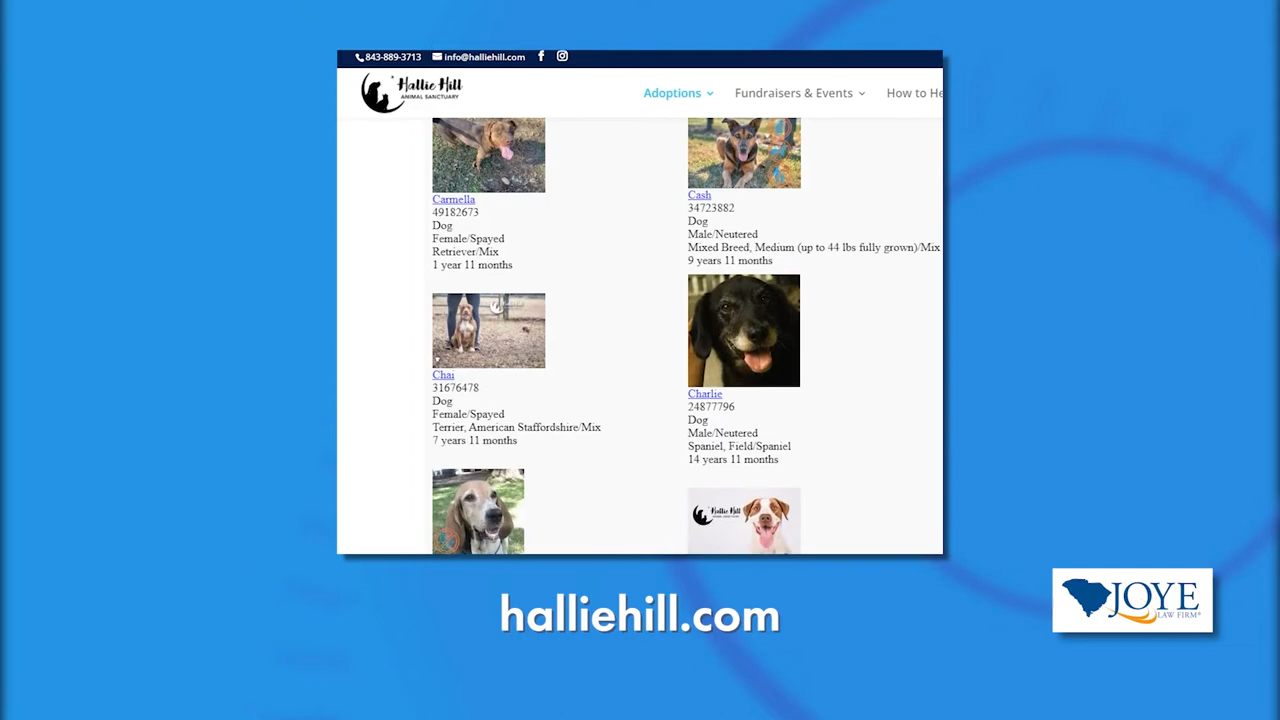 843-889-3713 info@halliehill.com
Hallie Hill
ANIMAL SANCTUARY
Adoptions Fundraisers & Events How to He
Carmella
49182673
Dog
Female/Spayed
Retriever/Mix
1 year 11 months
Cash
34723882
Dog
Male/Neutered
Mixed Breed, Medium (up to 44 lbs fully grown)/Mix
9 years 11 months
Chai
31676478
Dog
Female/Spayed
Terrier, American Staffordshire/Mix
7 years 11 months
Charlie
24877796
Dog
Male/Neutered
Spaniel, Field/Spaniel
14 years 11 months
Hallie Hill
halliehill.com
JOYE
LAW FIRM®